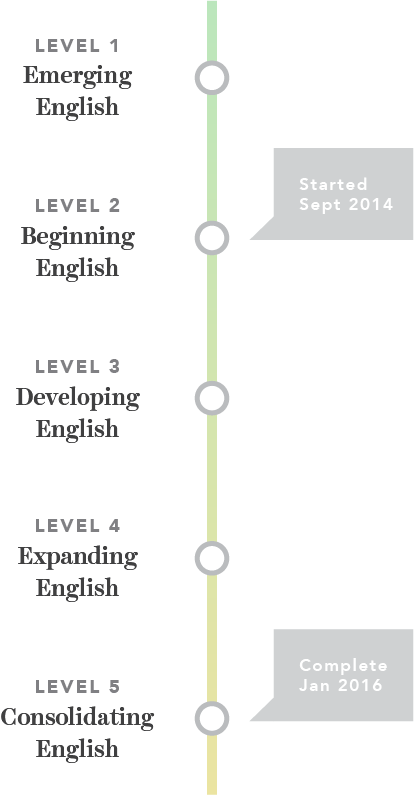 LEVEL 1
Emerging
English
LEVEL 2
Beginning
English
Started
Sept 2014
LEVEL 3
Developing
English
LEVEL 4
Expanding
English
LEVEL 5
Consolidating
English
Complete
Jan 2016